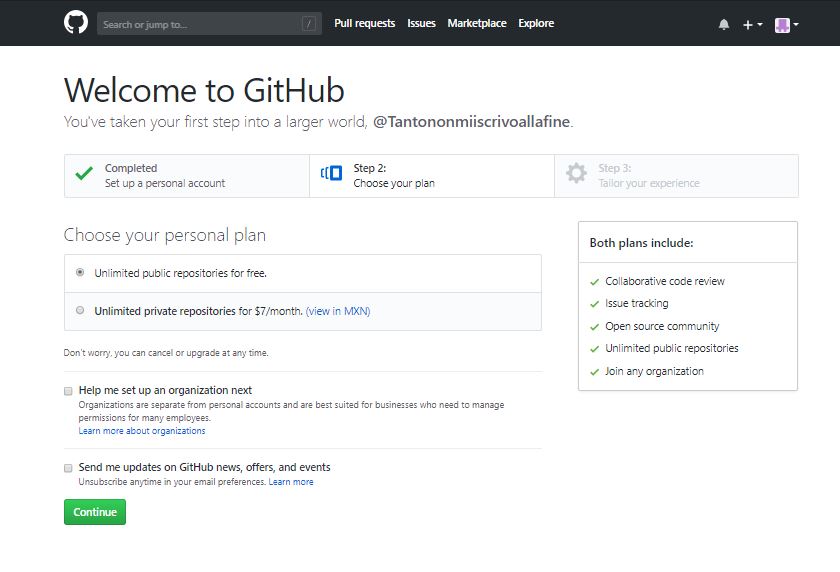 Search or jump to... /
Pull requests Issues Marketplace Explore
Welcome to GitHub
You've taken your first step into a larger world, @Tantononmiiscrivoallafine.
Completed
Set up a personal account
Step 2:
Choose your plan
Step 3:
Tailor your experience
Choose your personal plan
Unlimited public repositories for free.
Unlimited private repositories for $7/month. (view in MXN)
Don't worry, you can cancel or upgrade at any time.
Help me set up an organization next
Organizations are separate from personal accounts and are best suited for businesses who need to manage
permissions for many employees.
Learn more about organizations
Send me updates on GitHub news, offers, and events
Unsubscribe anytime in your email preferences. Learn more
Continue
Both plans include:
Collaborative code review
Issue tracking
Open source community
Unlimited public repositories
Join any organization